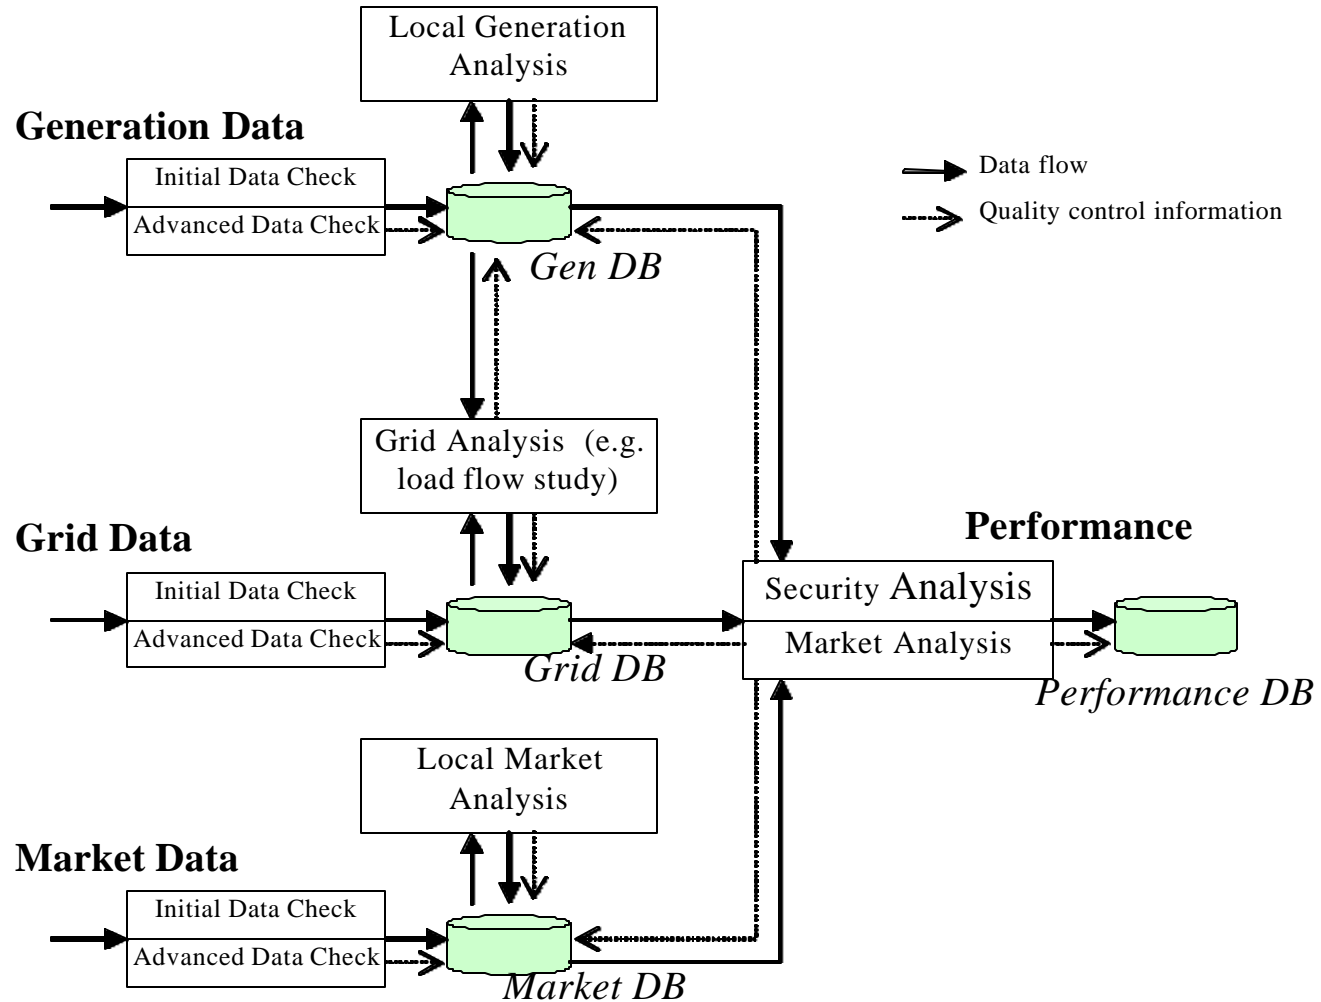 Local Generation
Analysis
Generation Data
Initial Data Check
Advanced Data Check
Gen DB
Data flow
Quality control information
Grid Analysis (e.g.
load flow study)
Grid Data
Initial Data Check
Advanced Data Check
Grid DB
Performance
Security Analysis
Market Analysis
Performance DB
Local Market
Analysis
Market Data
Initial Data Check
Advanced Data Check
Market DB